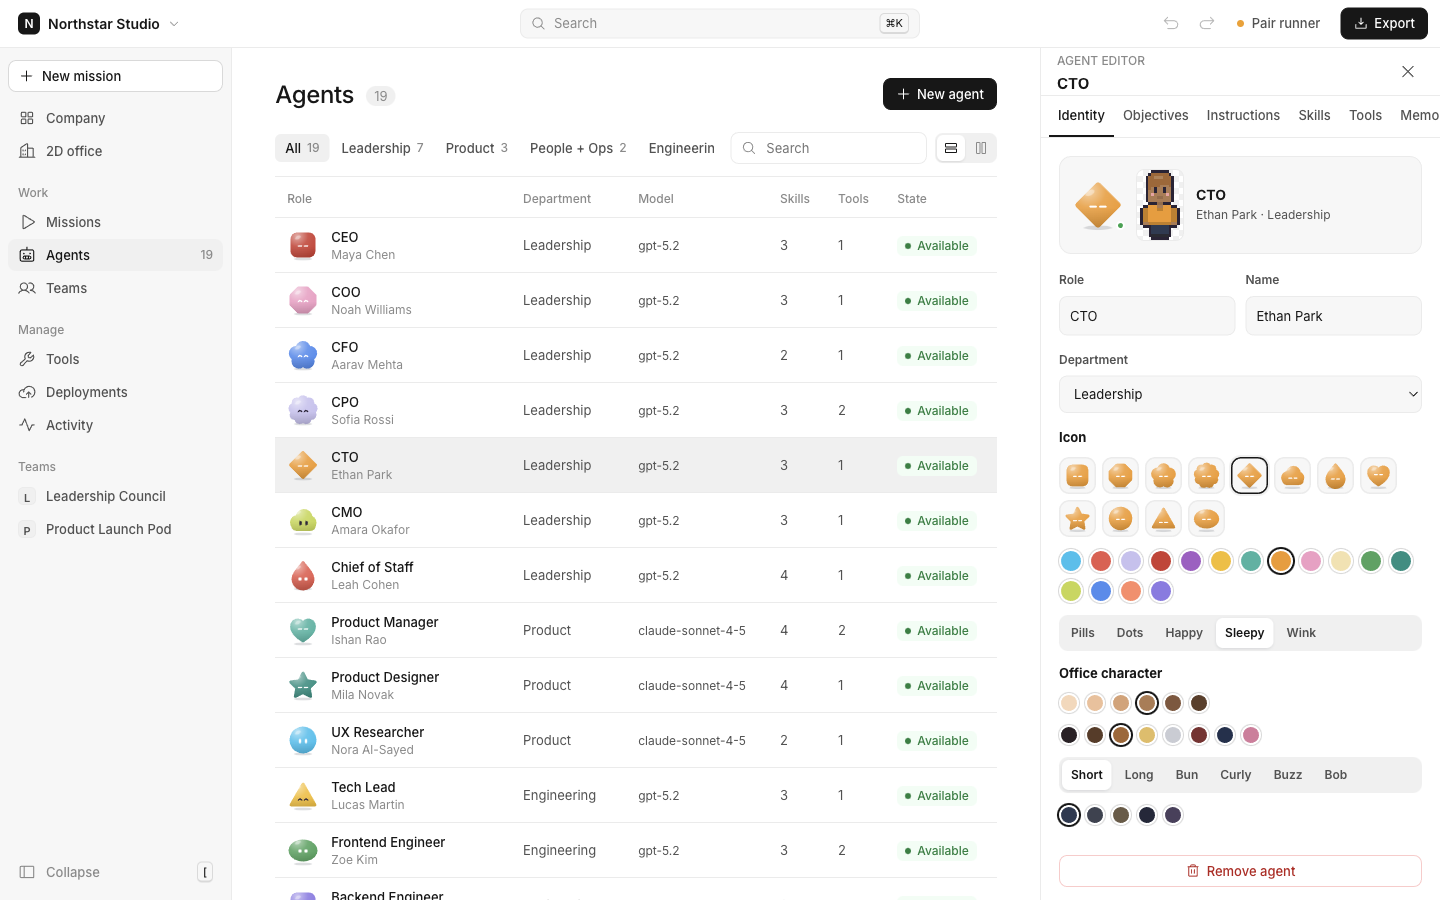 N Northstar Studio
Search ⌘K
Pair runner
Export
New mission
Company
2D office
Work
Missions
Agents 19
Teams
Manage
Tools
Deployments
Activity
Teams
L Leadership Council
P Product Launch Pod
Collapse [
Agents 19
New agent
All 19 Leadership 7 Product 3 People + Ops 2 Engineerin
Search
Role Department Model Skills Tools State
CEO
Maya Chen
Leadership gpt-5.2 3 1 Available
COO
Noah Williams
Leadership gpt-5.2 3 1 Available
CFO
Aarav Mehta
Leadership gpt-5.2 2 1 Available
CPO
Sofia Rossi
Leadership gpt-5.2 3 2 Available
CTO
Ethan Park
Leadership gpt-5.2 3 1 Available
CMO
Amara Okafor
Leadership gpt-5.2 3 1 Available
Chief of Staff
Leah Cohen
Leadership gpt-5.2 4 1 Available
Product Manager
Ishan Rao
Product claude-sonnet-4-5 4 2 Available
Product Designer
Mila Novak
Product claude-sonnet-4-5 4 1 Available
UX Researcher
Nora Al-Sayed
Product claude-sonnet-4-5 2 1 Available
Tech Lead
Lucas Martin
Engineering gpt-5.2 3 1 Available
Frontend Engineer
Zoe Kim
Engineering gpt-5.2 3 2 Available
Backend Engineer
AGENT EDITOR
CTO
Identity Objectives Instructions Skills Tools Memo
CTO
Ethan Park · Leadership
Role Name
CTO Ethan Park
Department
Leadership
Icon
Pills Dots Happy Sleepy Wink
Office character
Short Long Bun Curly Buzz Bob
Remove agent